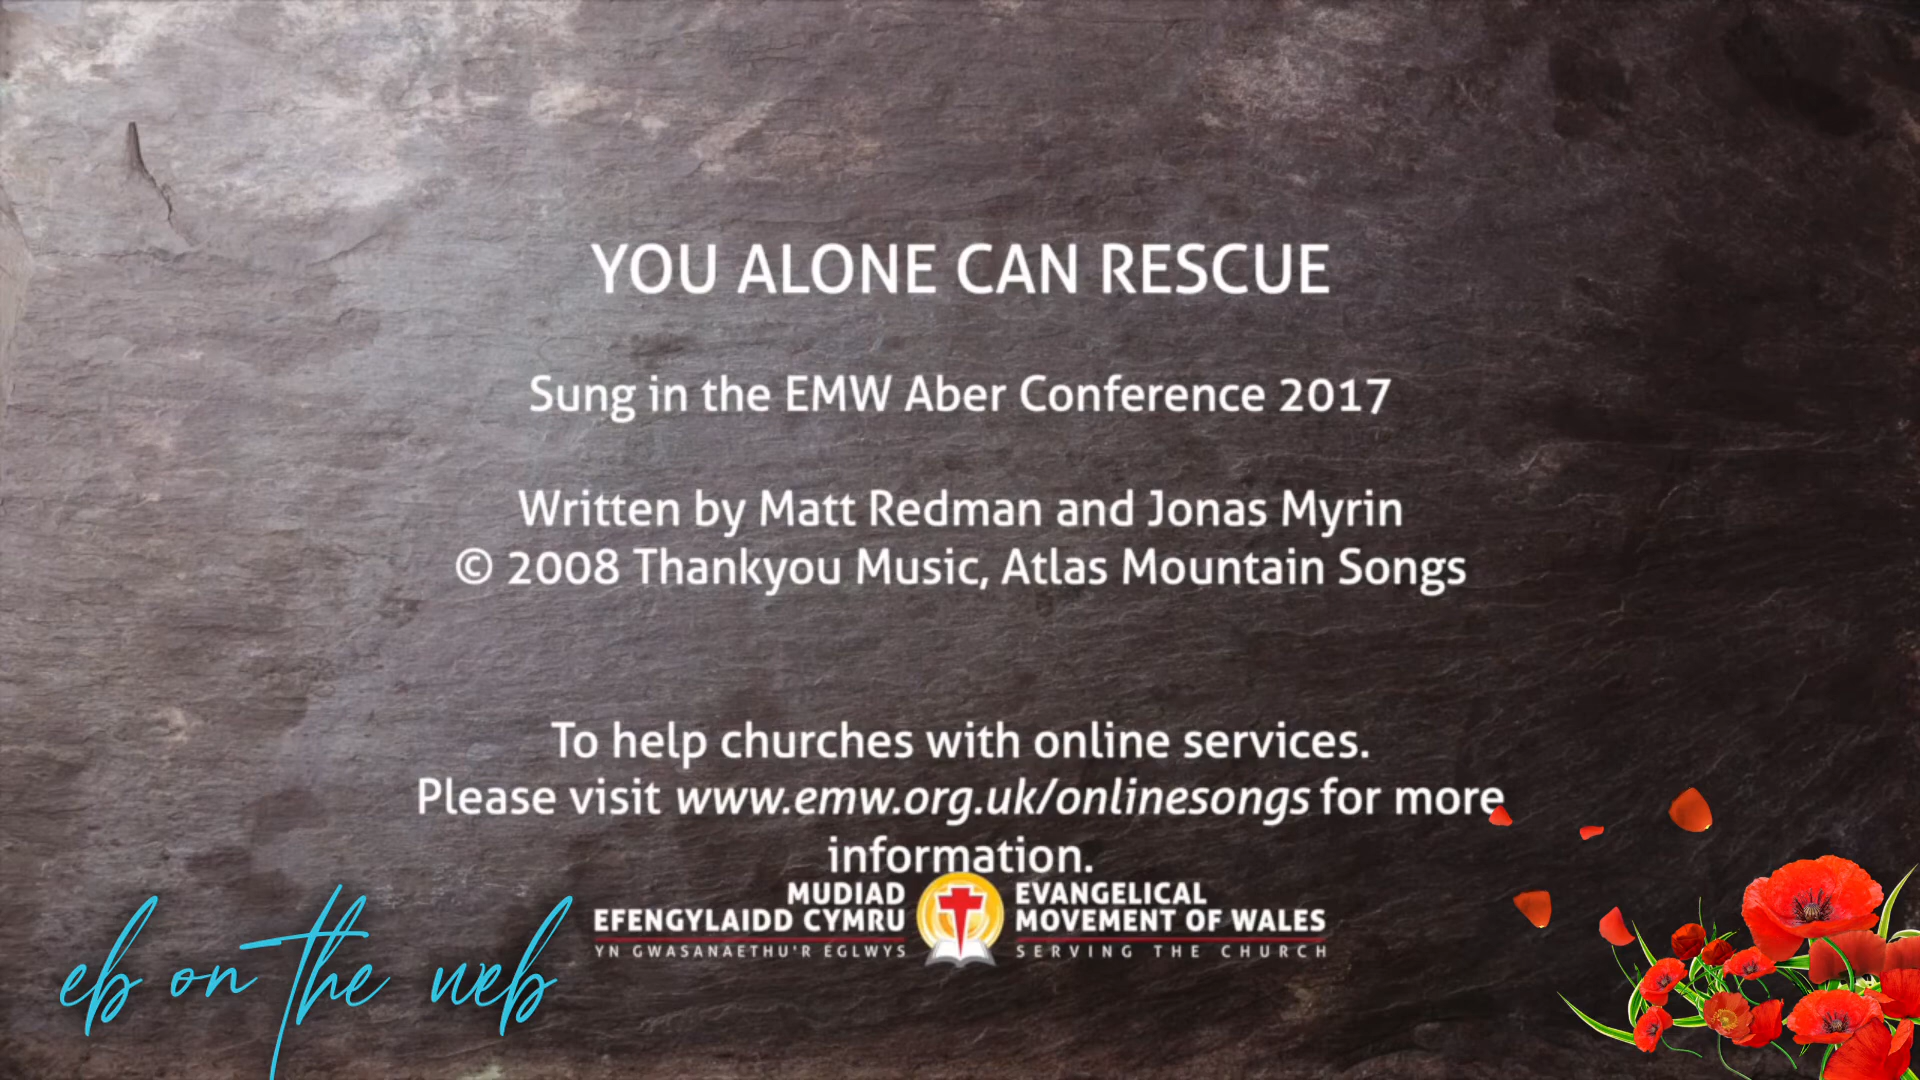 YOU ALONE CAN RESCUE
Sung in the EMW Aber Conference 2017
Written by Matt Redman and Jonas Myrin
© 2008 Thankyou Music, Atlas Mountain Songs
To help churches with online services.
Please visit www.emw.org.uk/onlinesongs for more
information.
MUDIAD
EFENGYLAIDD CYMRU
YN GWASANAETHU'R EGLWYS
EVANGELICAL
MOVEMENT OF WALES
SERVING THE CHURCH
eb on the web